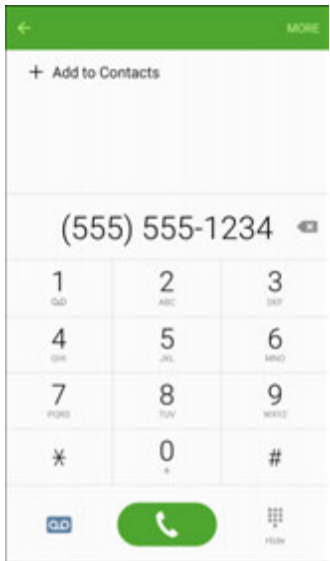 MORE
+ Add to Contacts
(555) 555-1234
1 2 3
ABC DEF
4 5 6
GHI JKL MNO
7 8 9
PQRS TUV WXYZ
* 0 #
+
Hide